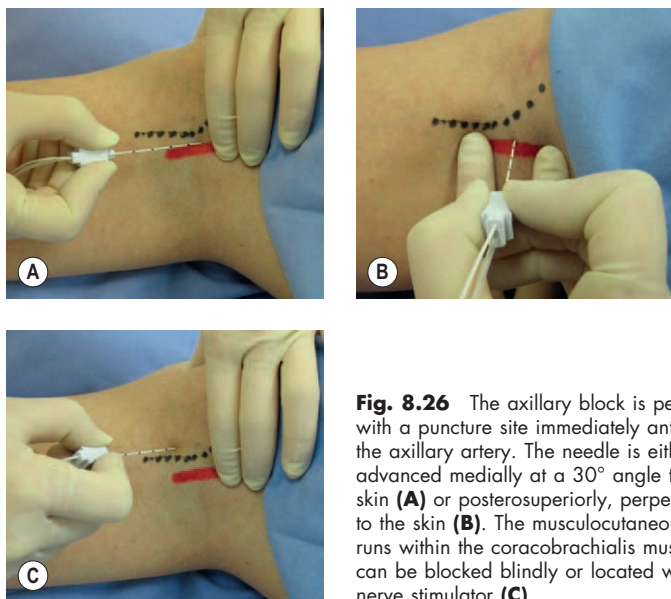 A
B
C
Fig. 8.26 The axillary block is
with a puncture site immediately
the axillary artery. The needle is
advanced medially at a 30° angle
skin (A) or posterosuperiorly,
to the skin (B). The
runs within the coracobrachialis
can be blocked blindly or located
nerve stimulator (C)